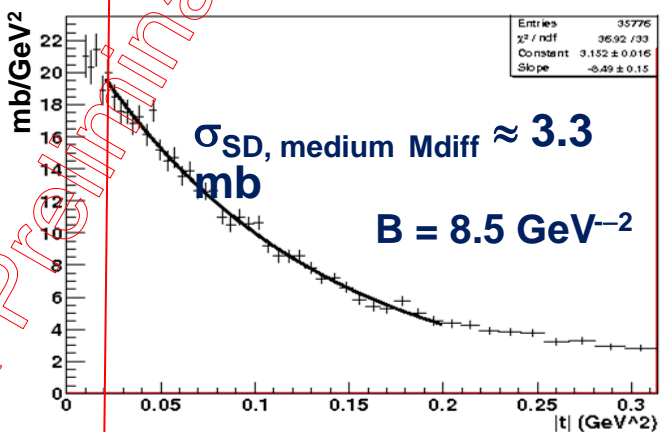 mb/GeV²
Entries 35776
χ² / ndf 36.92 / 33
Constant 3.152 ± 0.016
Slope -8.49 ± 0.15
22
20
18
16
14
12
10
8
6
4
2
0
σSD, medium Mdiff ≈ 3.3
mb
B = 8.5 GeV-–2
0 0.05 0.1 0.15 0.2 0.25 0.3
|t| (GeV^2)